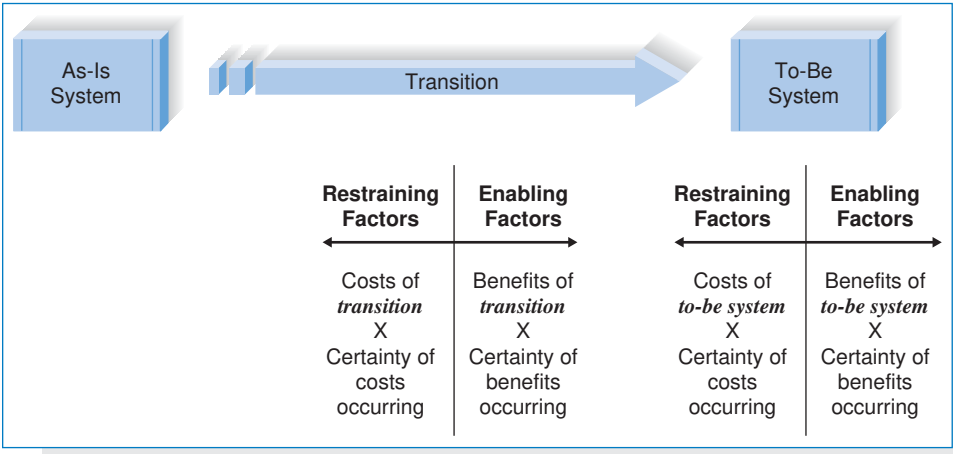 As-Is
System
Transition
To-Be
System
Restraining
Factors
Costs of
transition
X
Certainty of
costs
occurring
Enabling
Factors
Benefits of
transition
X
Certainty of
benefits
occurring
Restraining
Factors
Costs of
to-be system
X
Certainty of
costs
occurring
Enabling
Factors
Benefits of
to-be system
X
Certainty of
benefits
occurring